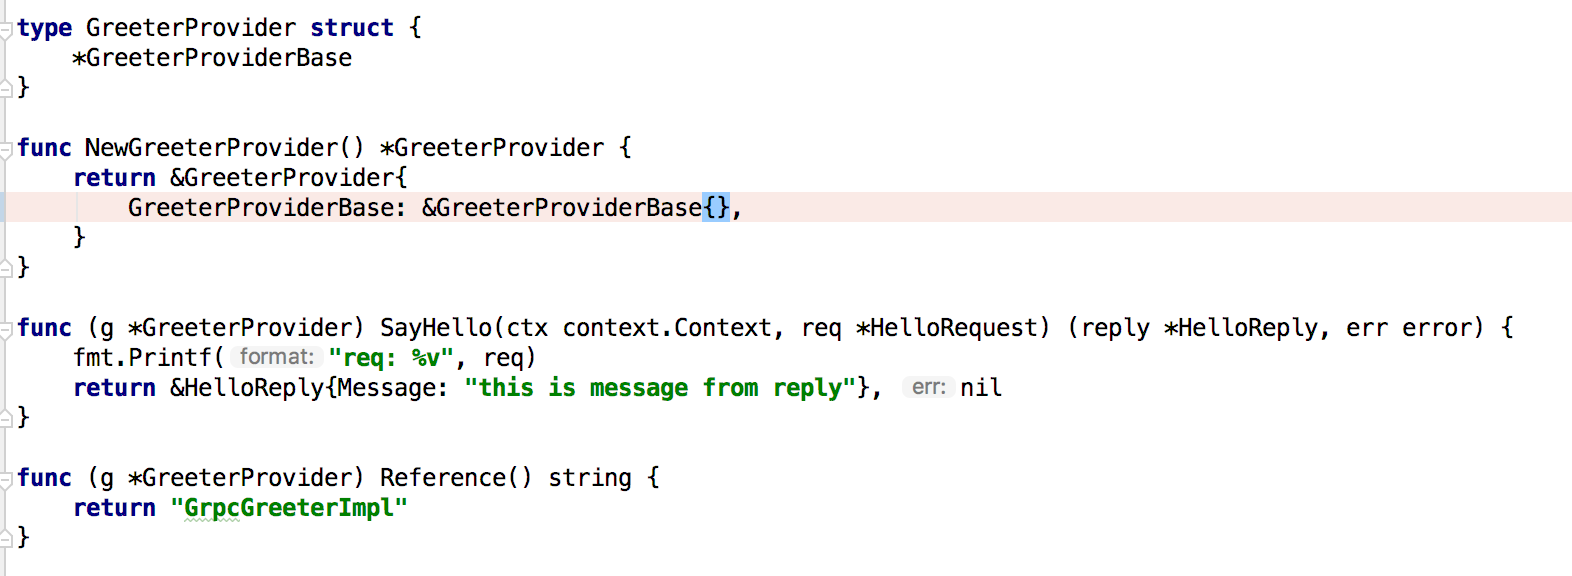 type GreeterProvider struct {
    *GreeterProviderBase
}

func NewGreeterProvider() *GreeterProvider {
    return &GreeterProvider{
        GreeterProviderBase: &GreeterProviderBase{},
    }
}

func (g *GreeterProvider) SayHello(ctx context.Context, req *HelloRequest) (reply *HelloReply, err error) {
    fmt.Printf( format: "req: %v", req)
    return &HelloReply{Message: "this is message from reply"}, err: nil
}

func (g *GreeterProvider) Reference() string {
    return "GrpcGreeterImpl"
}